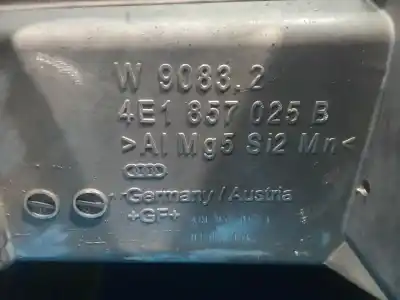 W 9083.2
4E1 857 025 B
>Al Mg5 Si2 Mn<
Germany / Austria
+GF+